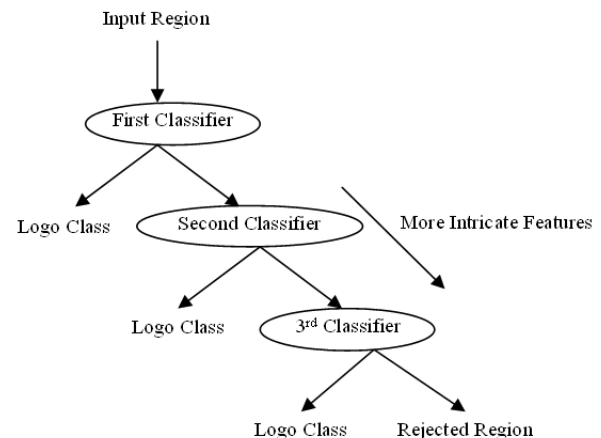 Input Region
First Classifier
Logo Class
Second Classifier
More Intricate Features
Logo Class
3rd Classifier
Logo Class
Rejected Region